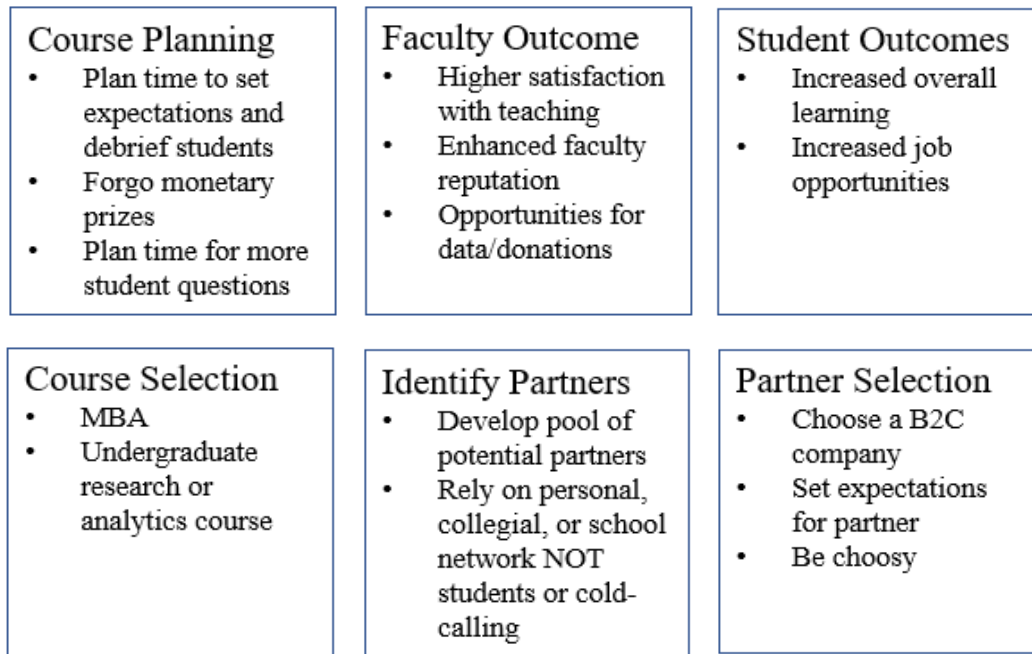 Course Planning
• Plan time to set
expectations and
debrief students
• Forgo monetary
prizes
• Plan time for more
student questions
Faculty Outcome
• Higher satisfaction
with teaching
• Enhanced faculty
reputation
• Opportunities for
data/donations
Student Outcomes
• Increased overall
learning
• Increased job
opportunities
Course Selection
• MBA
• Undergraduate
research or
analytics course
Identify Partners
• Develop pool of
potential partners
• Rely on personal,
collegial, or school
network NOT
students or cold-
calling
Partner Selection
• Choose a B2C
company
• Set expectations
for partner
• Be choosy